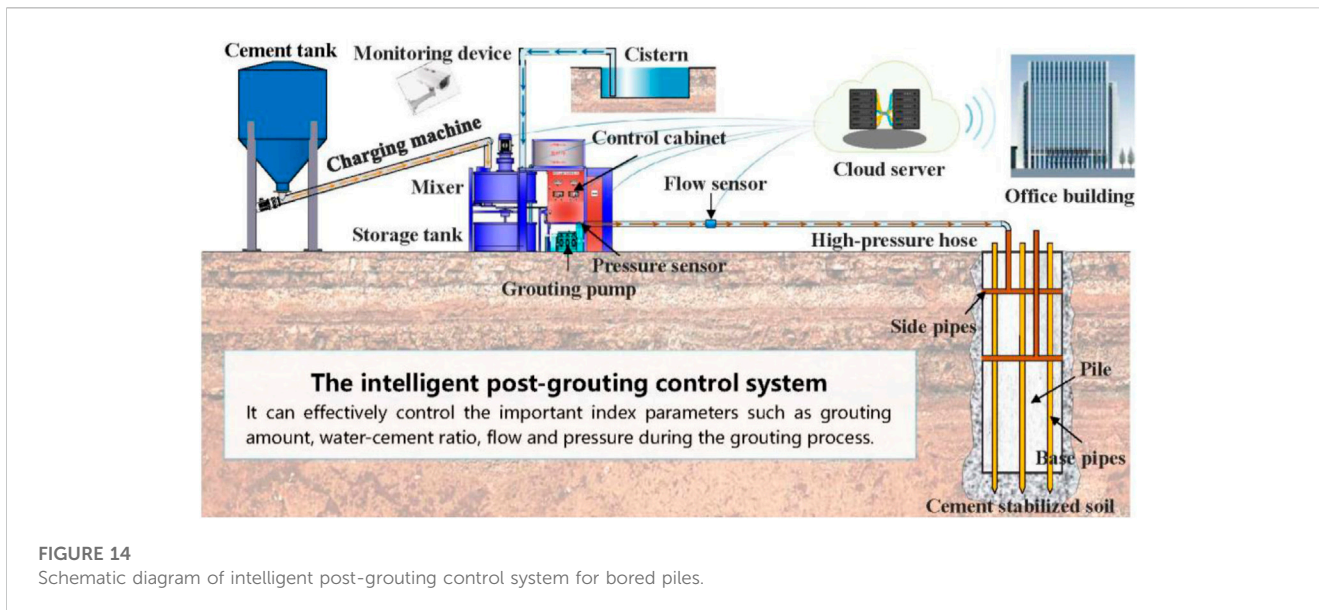 Cement tank
Monitoring device
Cistern
Charging machine
Control cabinet
Mixer
Flow sensor
Cloud server
Office building
Storage tank
High-pressure hose
Pressure sensor
Grouting pump
Side pipes
The intelligent post-grouting control system
It can effectively control the important index parameters such as grouting
amount, water-cement ratio, flow and pressure during the grouting process.
Pile
Base pipes
Cement stabilized soil
FIGURE 14
Schematic diagram of intelligent post-grouting control system for bored piles.